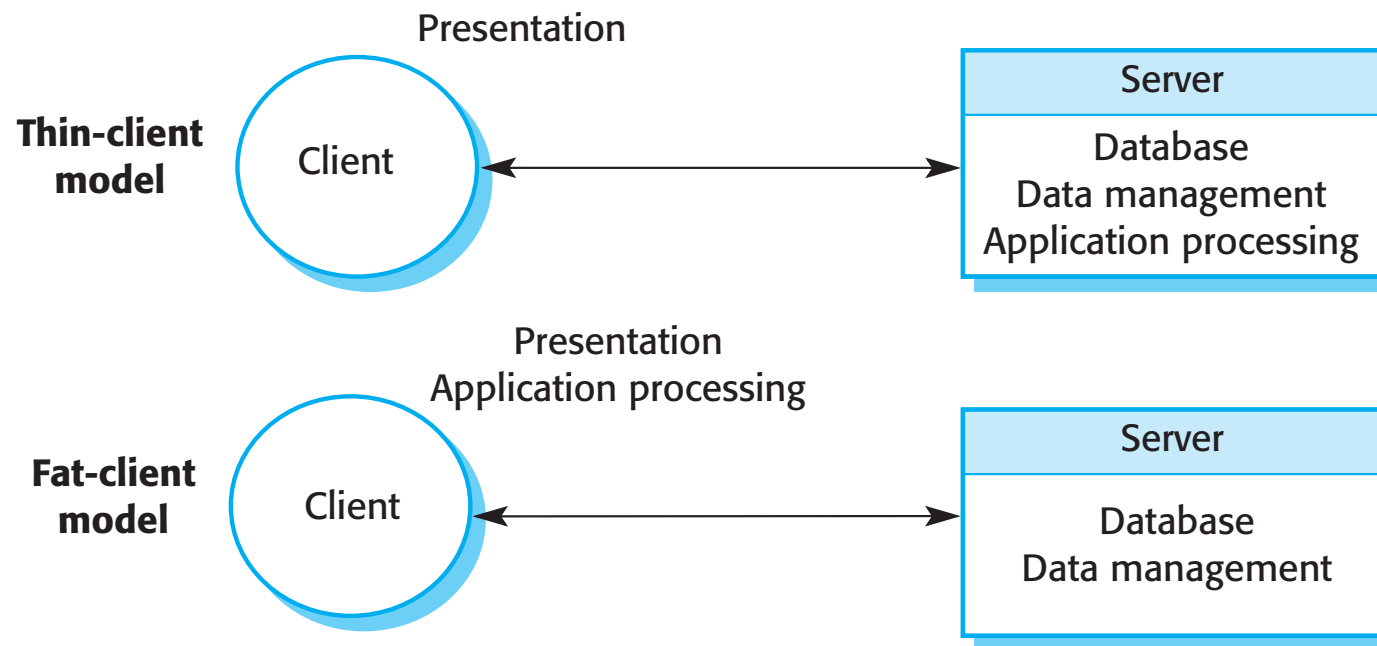 Presentation
Thin-client
model
Client
Server
Database
Data management
Application processing
Presentation
Application processing
Fat-client
model
Client
Server
Database
Data management